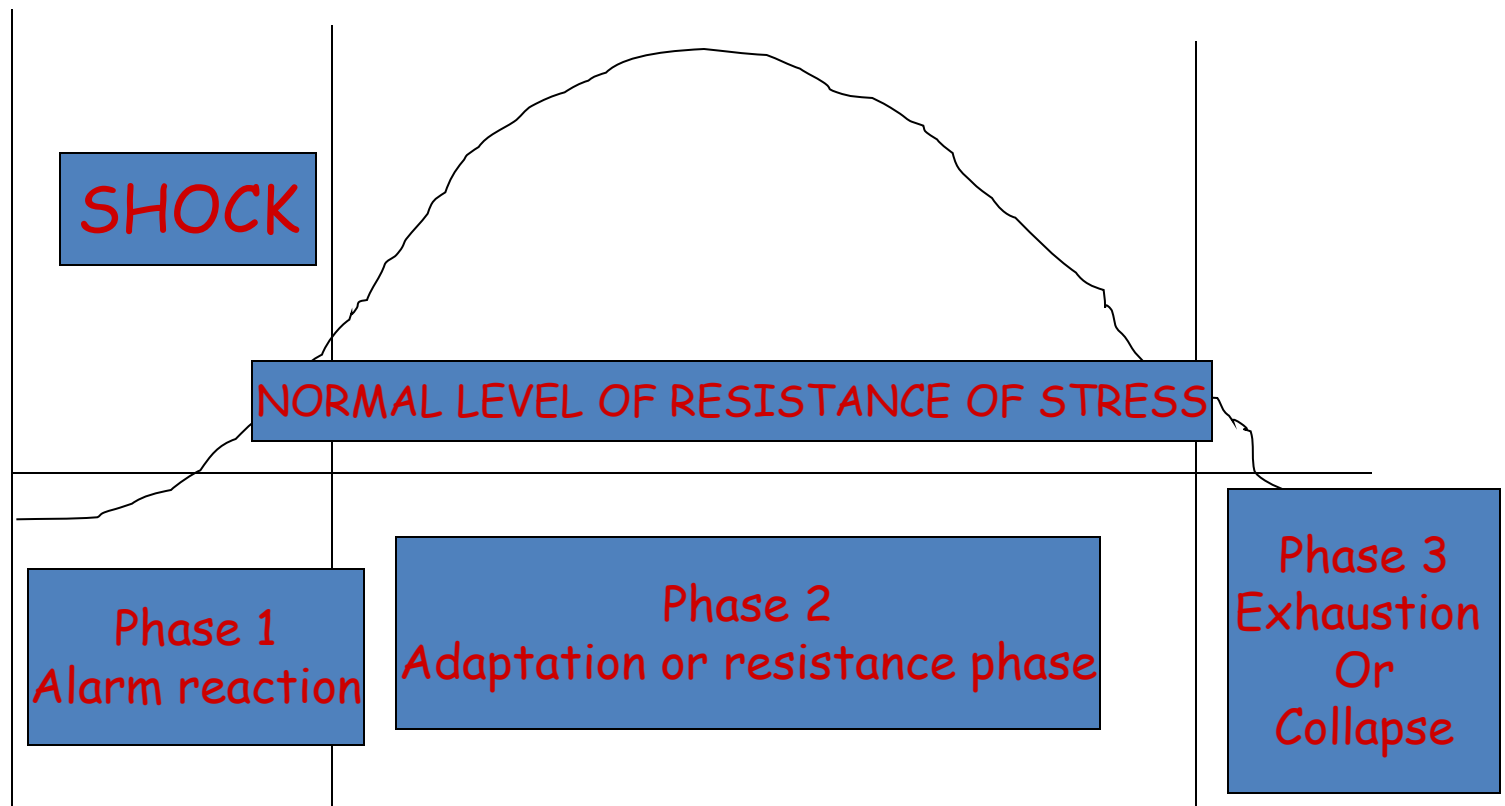 SHOCK
NORMAL LEVEL OF RESISTANCE OF STRESS
Phase 1
Alarm reaction
Phase 2
Adaptation or resistance phase
Phase 3
Exhaustion
Or
Collapse